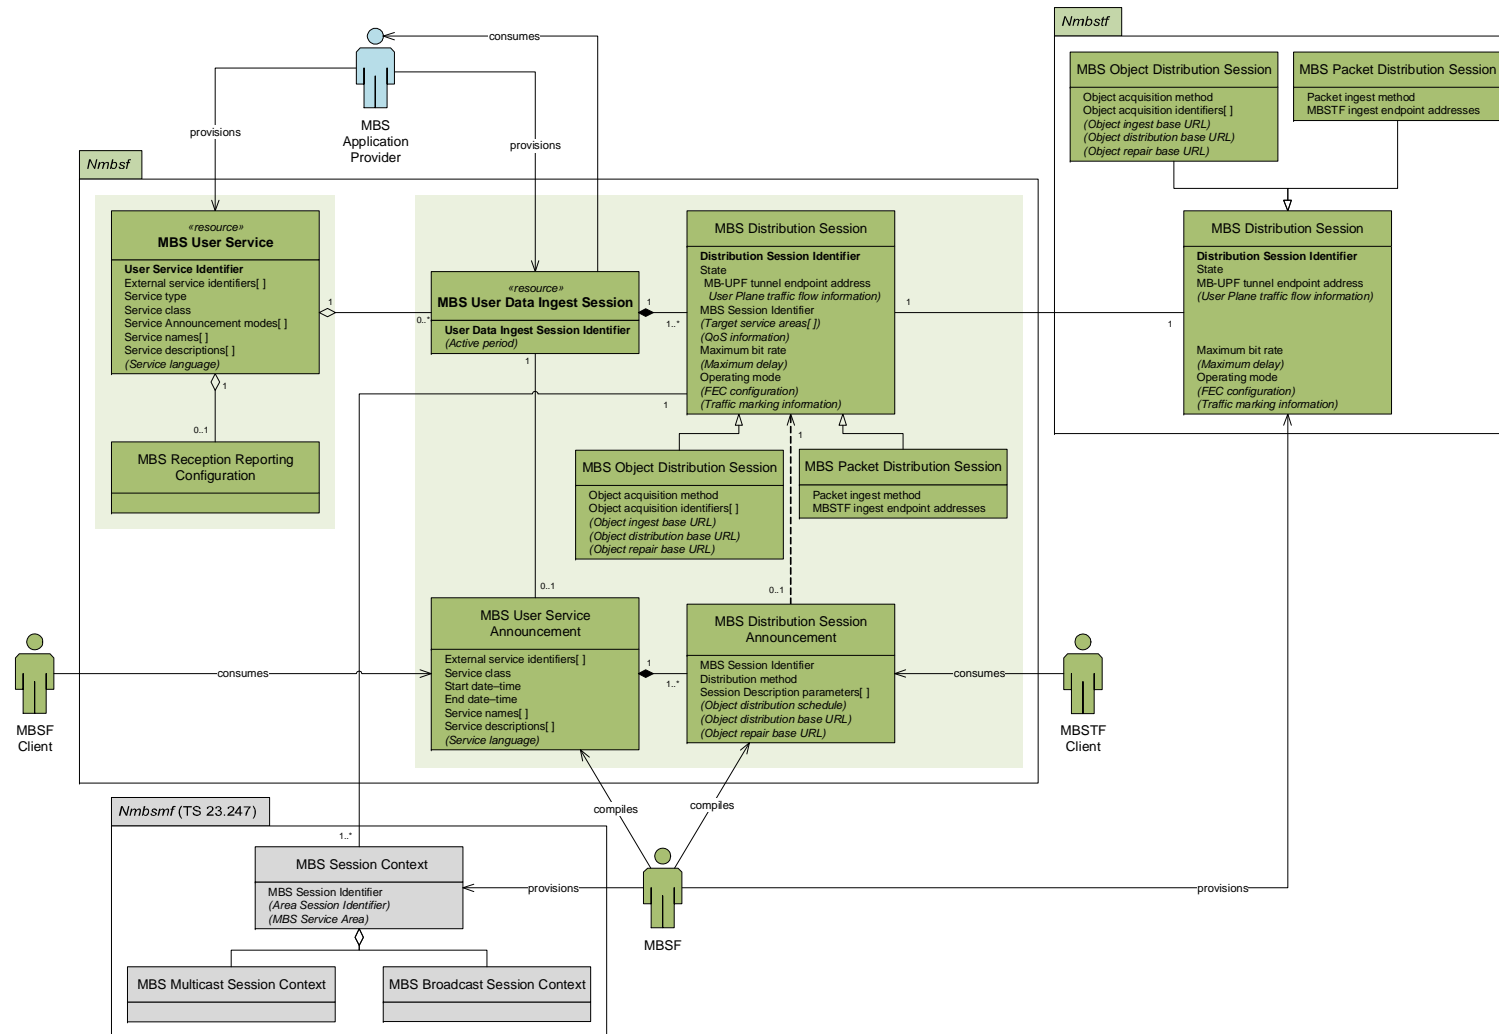 Nmbstf
MBS Object Distribution Session
Object acquisition method
Object acquisition identifiers[ ]
(Object ingest base URL)
(Object distribution base URL)
(Object repair base URL)
MBS Packet Distribution Session
Packet ingest method
MBSTF ingest endpoint addresses
consumes
MBS
Application
Provider
provisions
provisions
Nmbsf
«resource»
MBS User Service
User Service Identifier
External service identifiers[ ]
Service type
Service class
Service Announcement modes[ ]
Service names[ ]
Service descriptions[ ]
(Service language)
1
0..*
1
0..1
MBS Reception Reporting
Configuration
«resource»
MBS User Data Ingest Session
User Data Ingest Session Identifier
(Active period)
1
1..*
1
0..1
MBS Distribution Session
Distribution Session Identifier
State
MB-UPF tunnel endpoint address
User Plane traffic flow information)
MBS Session Identifier
(Target service areas[ ])
(QoS information)
Maximum bit rate
(Maximum delay)
Operating mode
(FEC configuration)
(Traffic marking information)
1
1
1
1
MBS Distribution Session
Distribution Session Identifier
State
MB-UPF tunnel endpoint address
(User Plane traffic flow information)
Maximum bit rate
(Maximum delay)
Operating mode
(FEC configuration)
(Traffic marking information)
MBS Object Distribution Session
Object acquisition method
Object acquisition identifiers[ ]
(Object ingest base URL)
(Object distribution base URL)
(Object repair base URL)
MBS Packet Distribution Session
Packet ingest method
MBSTF ingest endpoint addresses
0..1
MBS User Service
Announcement
External service identifiers[ ]
Service class
Start date–time
End date–time
Service names[ ]
Service descriptions[ ]
(Service language)
1
1..*
MBS Distribution Session
Announcement
MBS Session Identifier
Distribution method
Session Description parameters[ ]
(Object distribution schedule)
(Object distribution base URL)
(Object repair base URL)
consumes
MBSF
Client
consumes
MBSTF
Client
compiles
compiles
Nmbsmf (TS 23.247)
1..*
MBS Session Context
MBS Session Identifier
(Area Session Identifier)
(MBS Service Area)
provisions
provisions
MBSF
MBS Multicast Session Context
MBS Broadcast Session Context